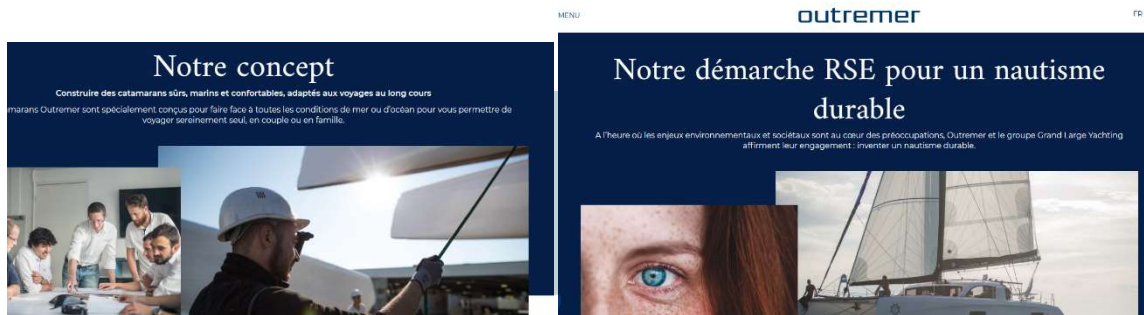 Notre concept
Construire des catamarans sûrs, marins et confortables, adaptés aux voyages au long cours
marans Outremer sont spécialement conçus pour faire face à toutes les conditions de mer ou d'océan pour vous permettre de
voyager sereinement seul, en couple ou en famille.
MENU
outremer
FR
Notre démarche RSE pour un nautisme
durable
A l'heure où les enjeux environnementaux et sociétaux sont au cœur des préoccupations, Outremer et le groupe Grand Large Yachting
affirment leur engagement : inventer un nautisme durable.